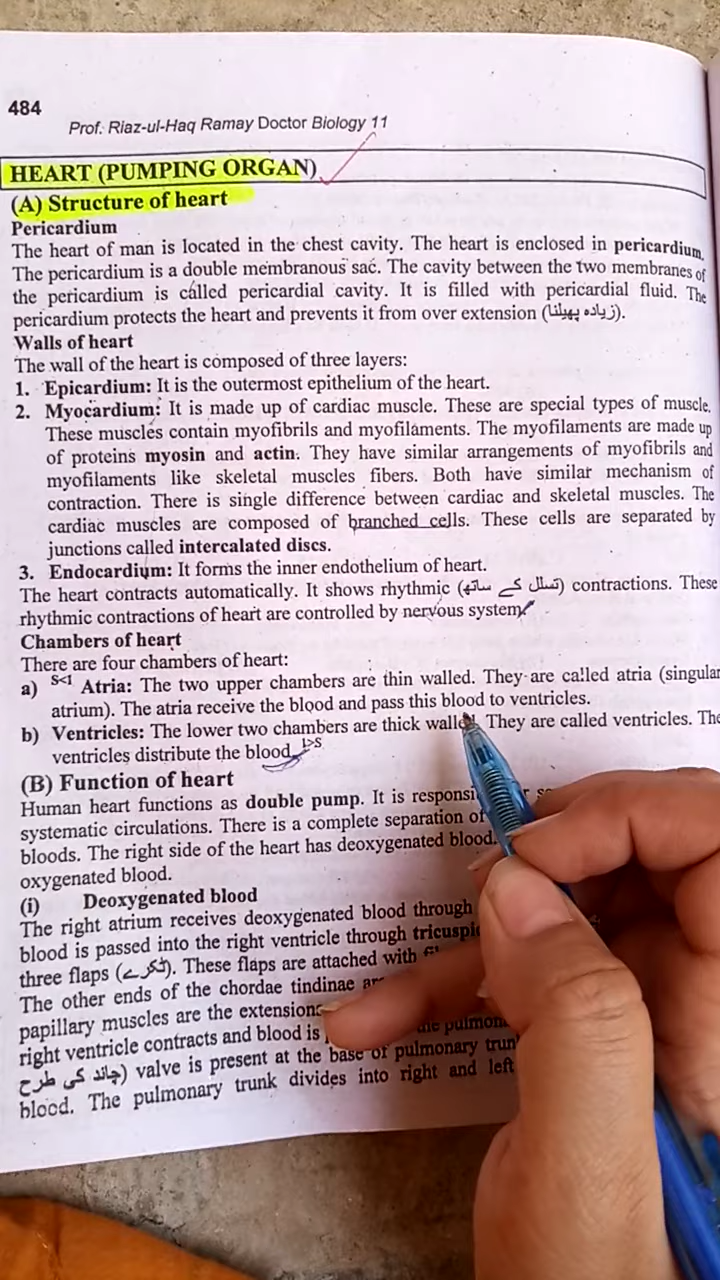 484
Prof. Riaz-ul-Haq Ramay Doctor Biology 11
HEART (PUMPING ORGAN)
(A) Structure of heart
Pericardium
The heart of man is located in the chest cavity. The heart is enclosed in pericardium.
The pericardium is a double membranous sac. The cavity between the two membranes of
the pericardium is called pericardial cavity. It is filled with pericardial fluid. The
pericardium protects the heart and prevents it from over extension (زیادہ پھیلنا).
Walls of heart
The wall of the heart is composed of three layers:
1. Epicardium: It is the outermost epithelium of the heart.
2. Myocardium: It is made up of cardiac muscle. These are special types of muscle.
These muscles contain myofibrils and myofilaments. The myofilaments are made up
of proteins myosin and actin. They have similar arrangements of myofibrils and
myofilaments like skeletal muscles fibers. Both have similar mechanism of
contraction. There is single difference between cardiac and skeletal muscles. The
cardiac muscles are composed of branched cells. These cells are separated by
junctions called intercalated discs.
3. Endocardium: It forms the inner endothelium of heart.
The heart contracts automatically. It shows rhythmic (تسلسل کے ساتھ) contractions. These
rhythmic contractions of heart are controlled by nervous system
Chambers of heart
There are four chambers of heart:
a) S<1 Atria: The two upper chambers are thin walled. They are called atria (singular
atrium). The atria receive the blood and pass this blood to ventricles.
b) Ventricles: The lower two chambers are thick walled. They are called ventricles. The
ventricles distribute the blood 1>S
(B) Function of heart
Human heart functions as double pump. It is responsi
systematic circulations. There is a complete separation of
bloods. The right side of the heart has deoxygenated blood.
oxygenated blood.
(i) Deoxygenated blood
The right atrium receives deoxygenated blood through
blood is passed into the right ventricle through tricuspi
three flaps (ٹکڑے). These flaps are attached with
The other ends of the chordae tindinae ar
papillary muscles are the extensions
right ventricle contracts and blood is the pulmon
چاند کی طرح) valve is present at the base of pulmonary trun
blood. The pulmonary trunk divides into right and left